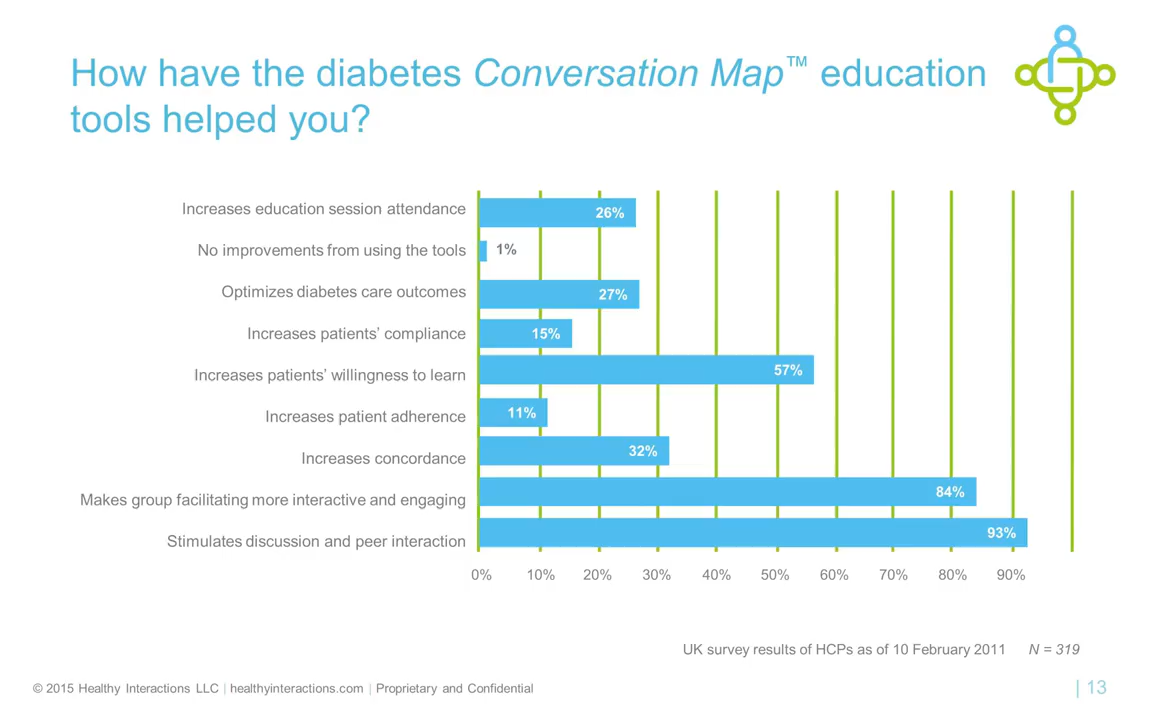 How have the diabetes Conversation Map™ education
tools helped you?
Increases education session attendance
26%
No improvements from using the tools
1%
Optimizes diabetes care outcomes
27%
Increases patients’ compliance
15%
Increases patients’ willingness to learn
57%
Increases patient adherence
11%
Increases concordance
32%
Makes group facilitating more interactive and engaging
84%
Stimulates discussion and peer interaction
93%
0% 10% 20% 30% 40% 50% 60% 70% 80% 90%
UK survey results of HCPs as of 10 February 2011 N = 319
© 2015 Healthy Interactions LLC | healthyinteractions.com | Proprietary and Confidential
| 13